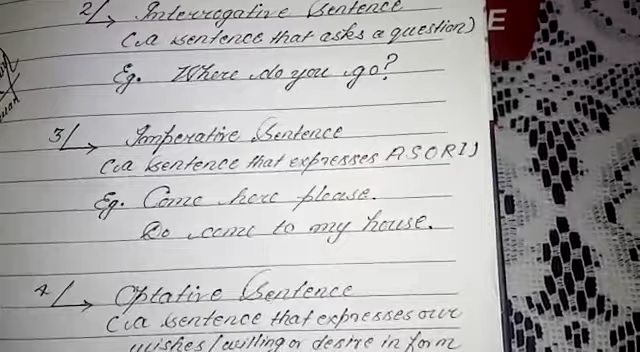 2/ Interrogative Sentence
(a sentence that asks a question)
Eg. Where do you go?
3/ Imperative Sentence
(a sentence that expresses ASORI)
Eg. Come here please.
Do come to my house.
4/ Optative Sentence
(a sentence that expresses our
wishes/willing or desire in form
E